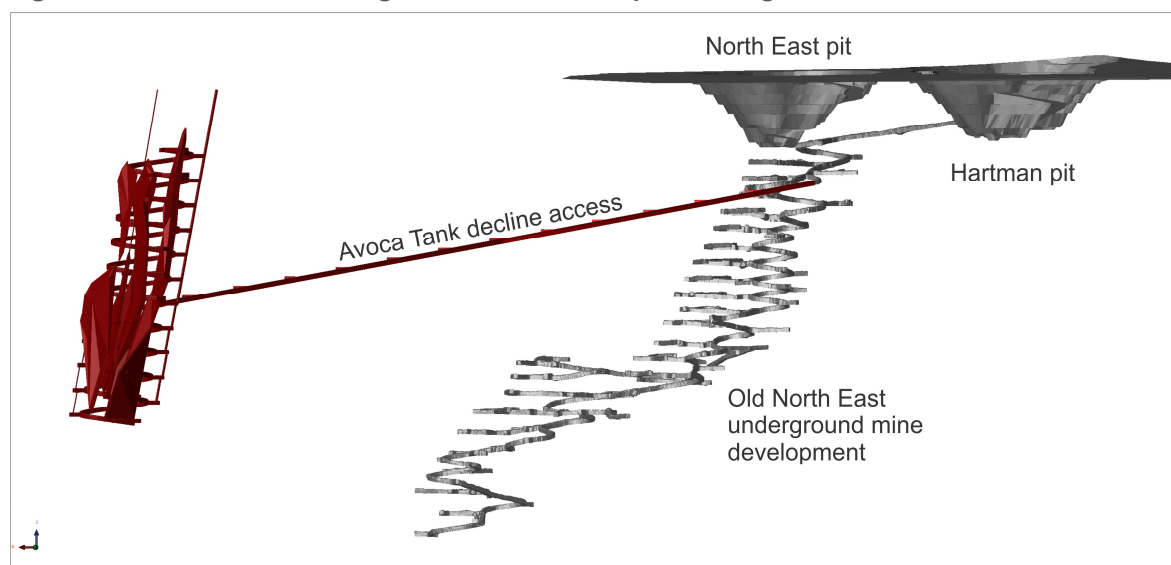 North East pit
Hartman pit
Avoca Tank decline access
Old North East
underground mine
development